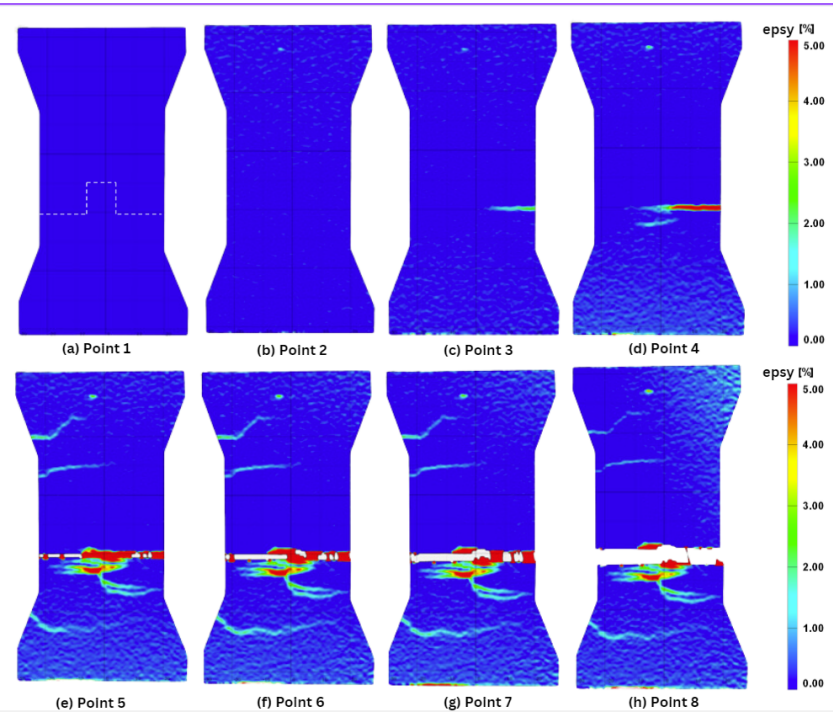 epsy [%]
5.00
4.00
3.00
2.00
1.00
0.00
(a) Point 1
(b) Point 2
(c) Point 3
(d) Point 4
epsy [%]
5.00
4.00
3.00
2.00
1.00
0.00
(e) Point 5
(f) Point 6
(g) Point 7
(h) Point 8